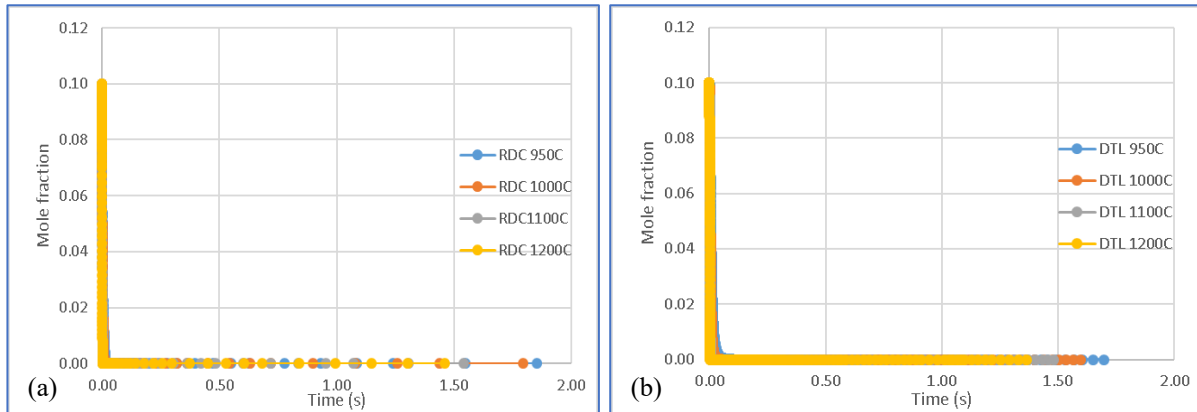 0.12
0.10
0.08
0.06
0.04
0.02
0.00
Mole fraction
0.00 0.50 1.00 1.50 2.00
Time (s)
RDC 950C
RDC 1000C
RDC1100C
RDC 1200C
(a)
0.12
0.10
0.08
0.06
0.04
0.02
0.00
Mole fraction
0.00 0.50 1.00 1.50 2.00
Time (s)
DTL 950C
DTL 1000C
DTL 1100C
DTL 1200C
(b)